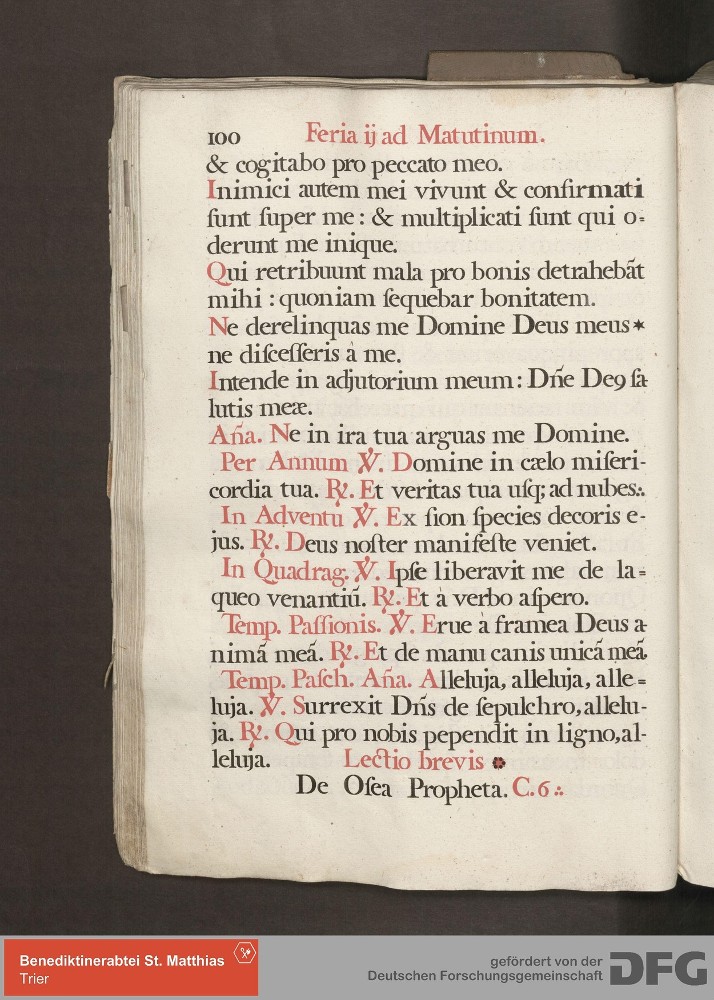 100 Feria ij ad Matutinum.
& cogitabo pro peccato meo.
Inimici autem mei vivunt & confirmati
ſunt ſuper me: & multiplicati ſunt qui o=
derunt me inique.
Qui retribuunt mala pro bonis detrahebãt
mihi: quoniam ſequebar bonitatem.
Ne derelinquas me Domine Deus meus *
ne diſceſſeris à me.
Intende in adjutorium meum: Dñe Deꝰ ſa
lutis meæ.
Aña. Ne in ira tua arguas me Domine.
Per Annum ℣. Domine in cælo miſeri-
cordia tua. ℟. Et veritas tua uſq; ad nubes.
In Adventu ℣. Ex ſion ſpecies decoris e-
jus. ℟. Deus noſter manifeſte veniet.
In Quadrag. ℣. Ipſe liberavit me de la=
queo venantiũ. ℟. Et à verbo aſpero.
Temp. Paſſionis. ℣. Erue à framea Deus a
nimã meã. ℟. Et de manu canis unicã meã.
Temp. Paſch. Aña. Alleluja, alleluja, alle=
luja. ℣. Surrexit Dñs de ſepulchro, allelu-
ja. ℟. Qui pro nobis pependit in ligno, al-
leluja. Lectio brevis
De Oſea Propheta. C. 6 ∴
Benediktinerabtei St. Matthias
Trier
gefördert von der
Deutschen Forschungsgemeinschaft DFG